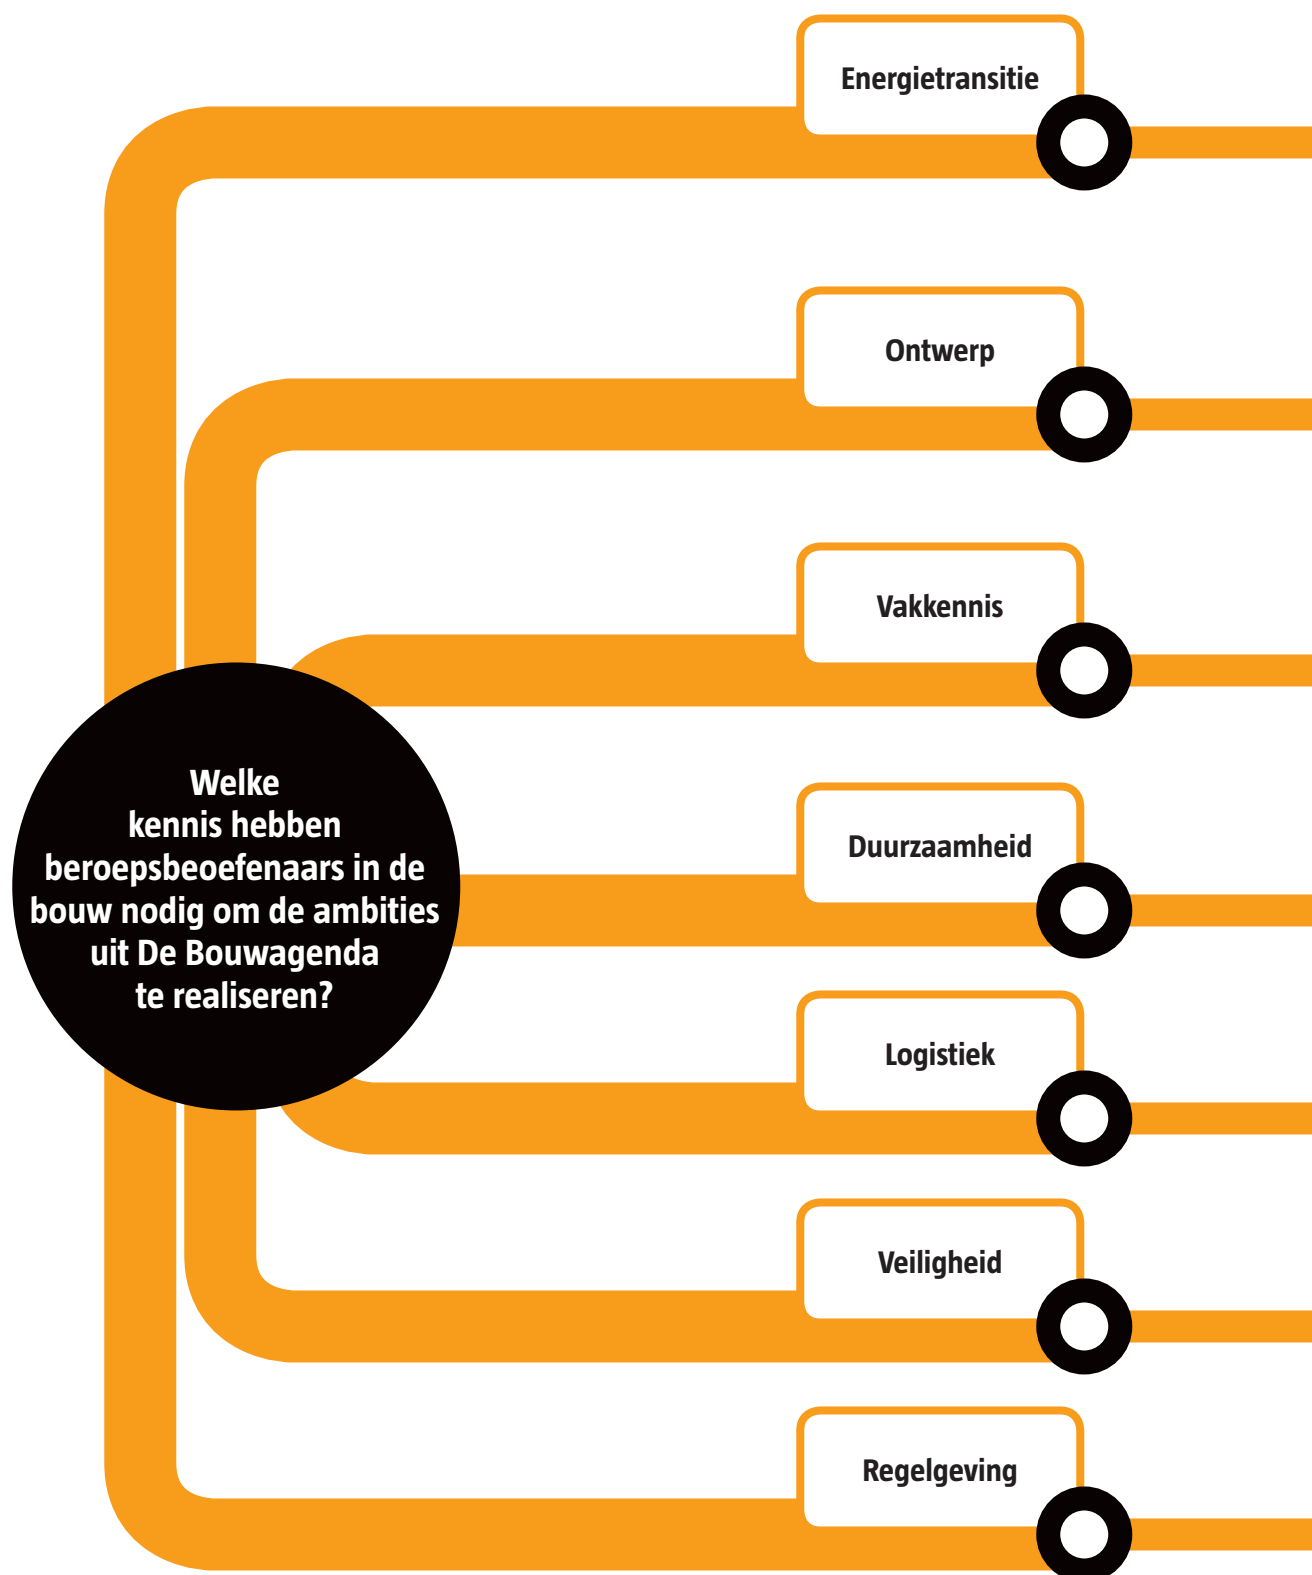 Energietransitie
Ontwerp
Vakkennis
Welke
kennis hebben
beroepsbeoefenaars in de
bouw nodig om de ambities
uit De Bouwagenda
te realiseren?
Duurzaamheid
Logistiek
Veiligheid
Regelgeving